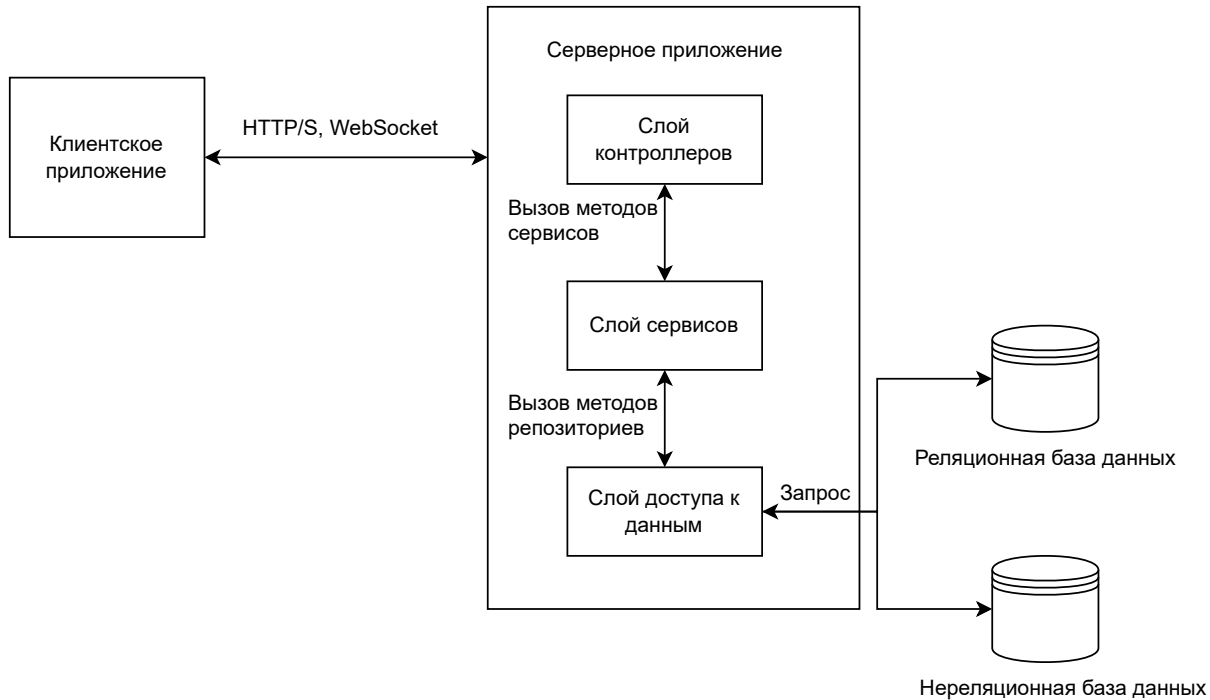 Серверное приложение
Клиентское
приложение
HTTP/S, WebSocket
Слой
контроллеров
Вызов методов
сервисов
Слой сервисов
Вызов методов
репозиториев
Слой доступа к
данным
Запрос
Реляционная база данных
Нереляционная база данных